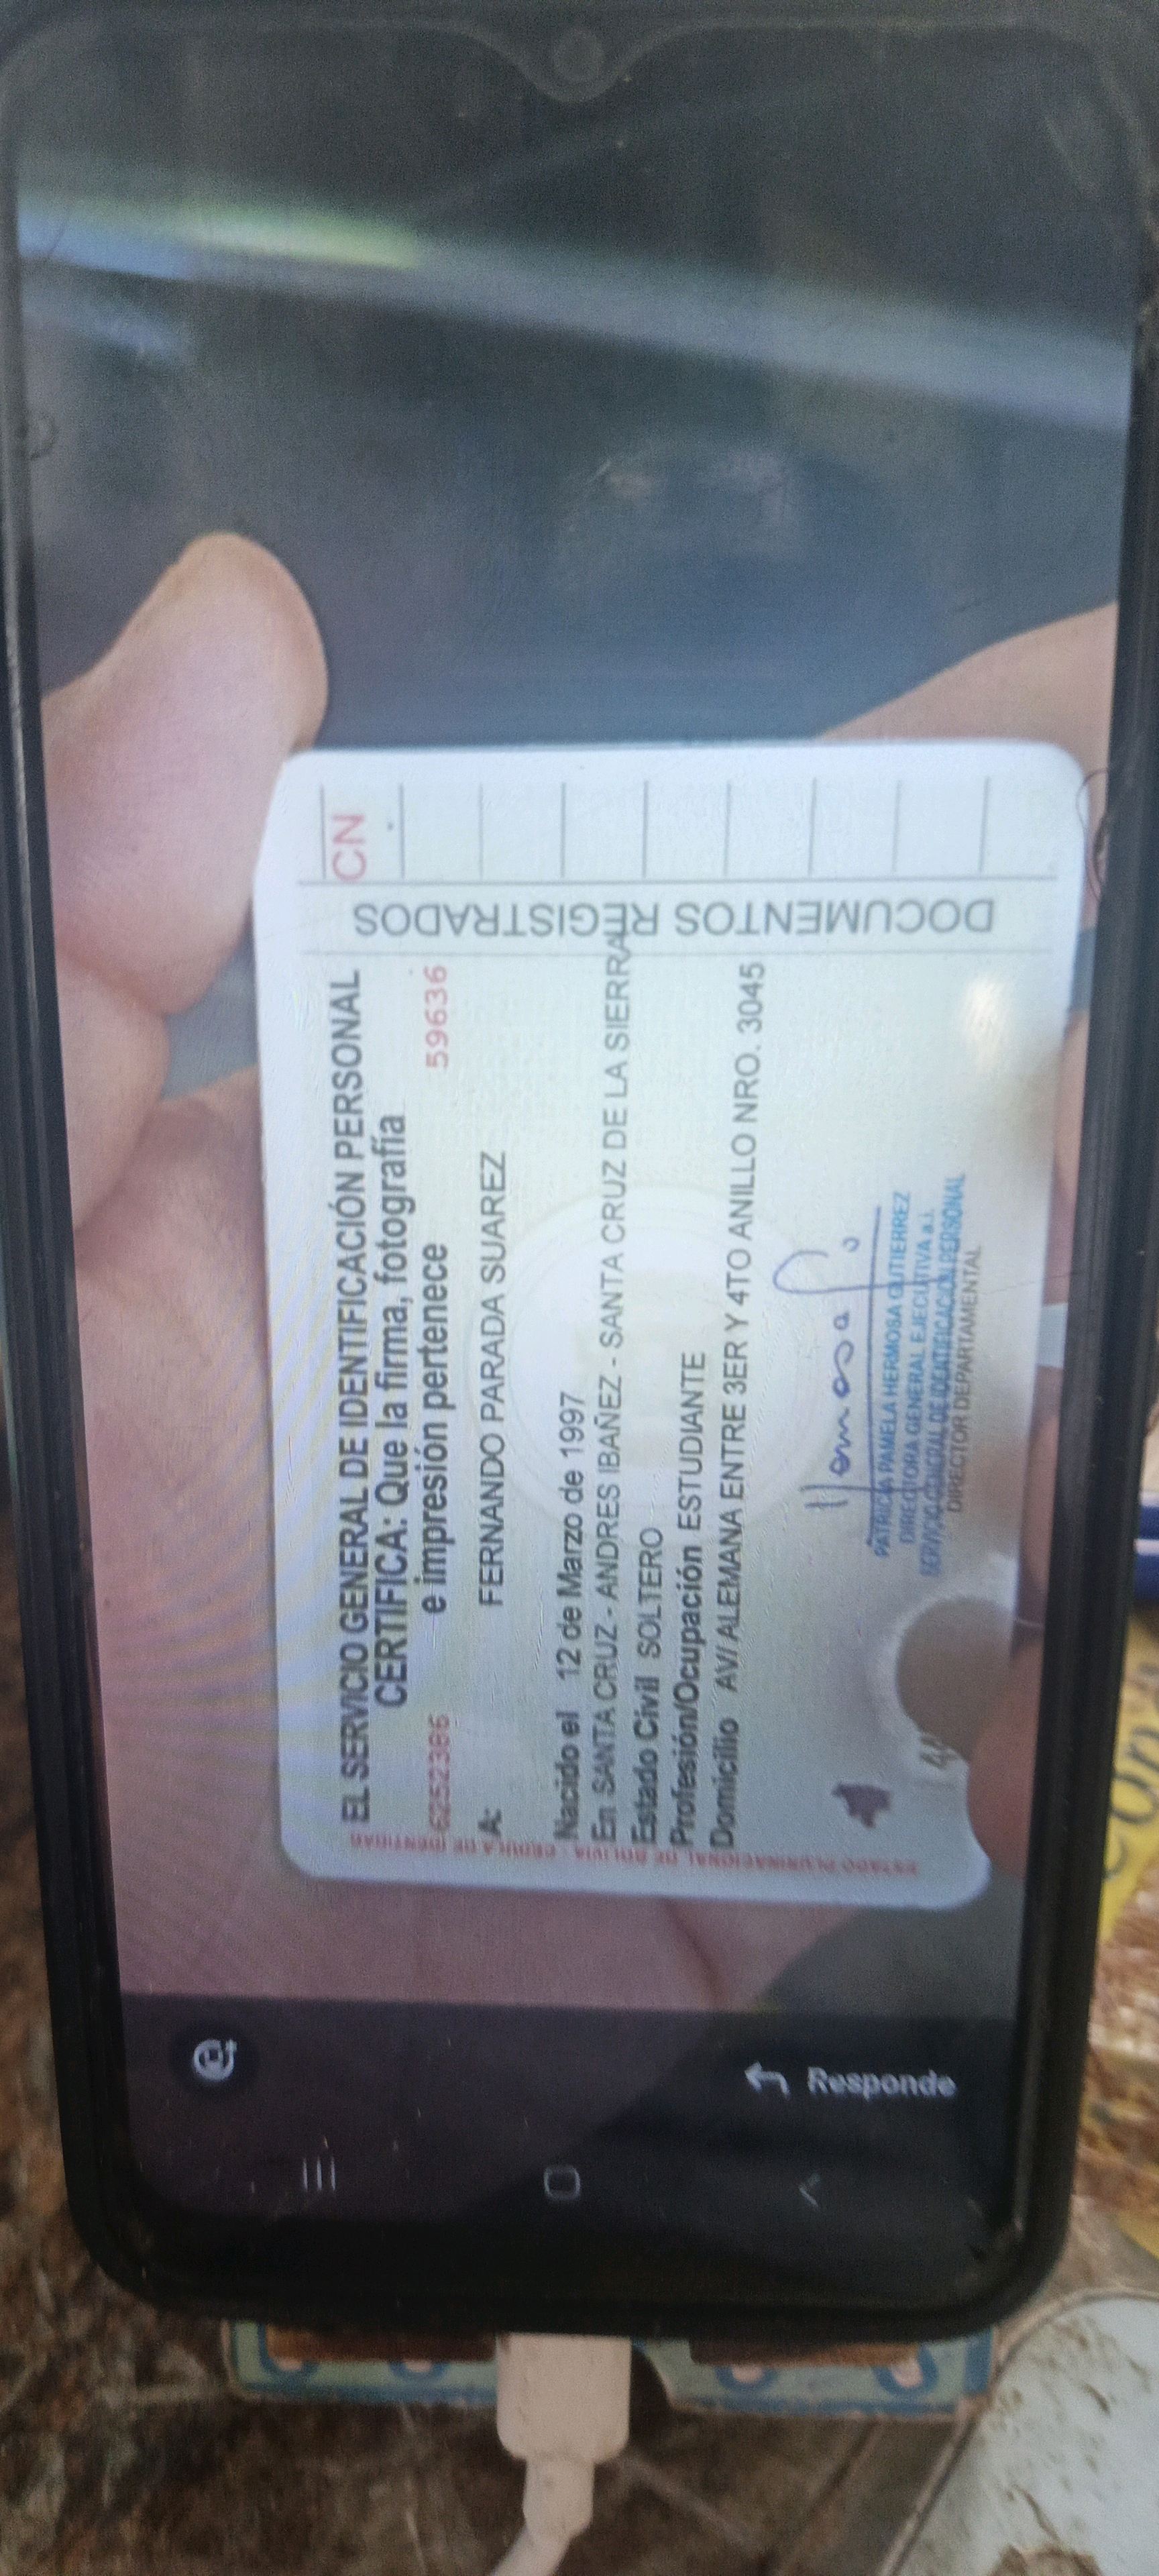 EL SERVICIO GENERAL DE IDENTIFICACIÓN PERSONAL
CERTIFICA: Que la firma, fotografía
e impresión pertenece
6252386
59636
A: FERNANDO PARADA SUAREZ
Nacido el 12 de Marzo de 1997
En SANTA CRUZ - ANDRES IBAÑEZ - SANTA CRUZ DE LA SIERRA
Estado Civil SOLTERO
Profesión/Ocupación ESTUDIANTE
Domicilio AV/ ALEMANA ENTRE 3ER Y 4TO ANILLO NRO. 3045
PATRICIA PAMELA HERMOSA GUTIERREZ
DIRECTORA GENERAL EJECUTIVA a.i.
SERVICIO GENERAL DE IDENTIFICACIÓN PERSONAL
DIRECTOR DEPARTAMENTAL
ESTADO PLURINACIONAL DE BOLIVIA - CEDULA DE IDENTIDAD
DOCUMENTOS REGISTRADOS
CN
Responde